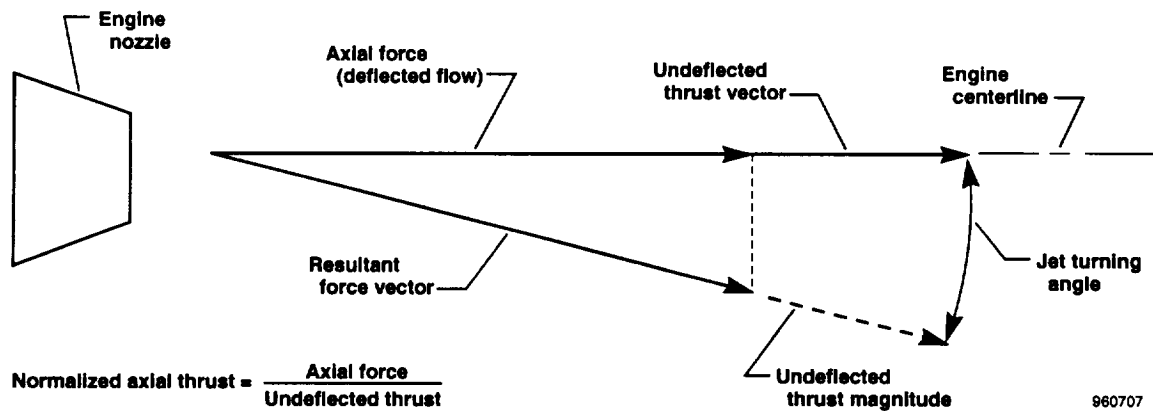 Engine
nozzle
Axial force
(deflected flow)
Undeflected
thrust vector
Engine
centerline
Resultant
force vector
Jet turning
angle
Undeflected
thrust magnitude
Normalized axial thrust = Axial force
Undeflected thrust
960707